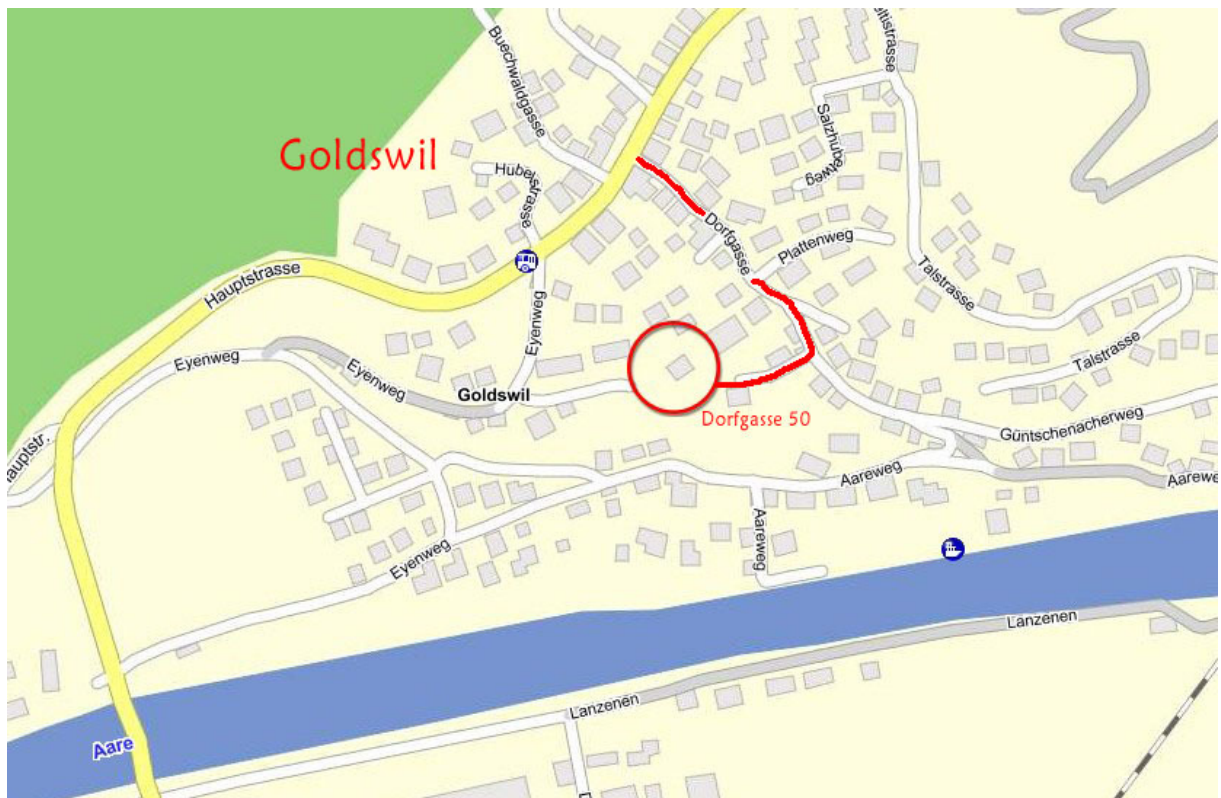 Buechwaldgasse
Goldswil
Hubelstrasse
Salzhubelweg
Dorfgasse
Plattenweg
Talstrasse
Hauptstrasse
Eyenweg
Eyenweg
Eyenweg
Talstrasse
Goldswil
Dorfgasse 50
Güntschenacherweg
Aareweg
Aareweg
Eyenweg
Lanzenen
Lanzenen
Aare